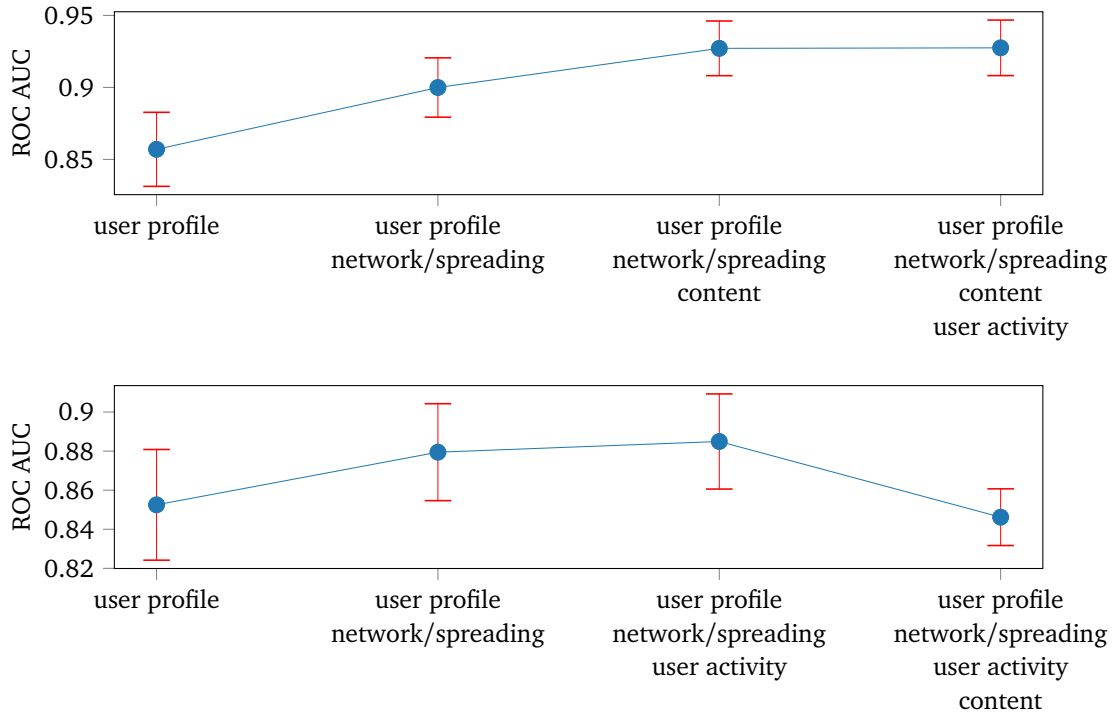 ROC AUC
0.95
0.9
0.85
user profile
user profile
network/spreading
user profile
network/spreading
content
user profile
network/spreading
content
user activity
ROC AUC
0.9
0.88
0.86
0.84
0.82
user profile
user profile
network/spreading
user profile
network/spreading
user activity
user profile
network/spreading
user activity
content